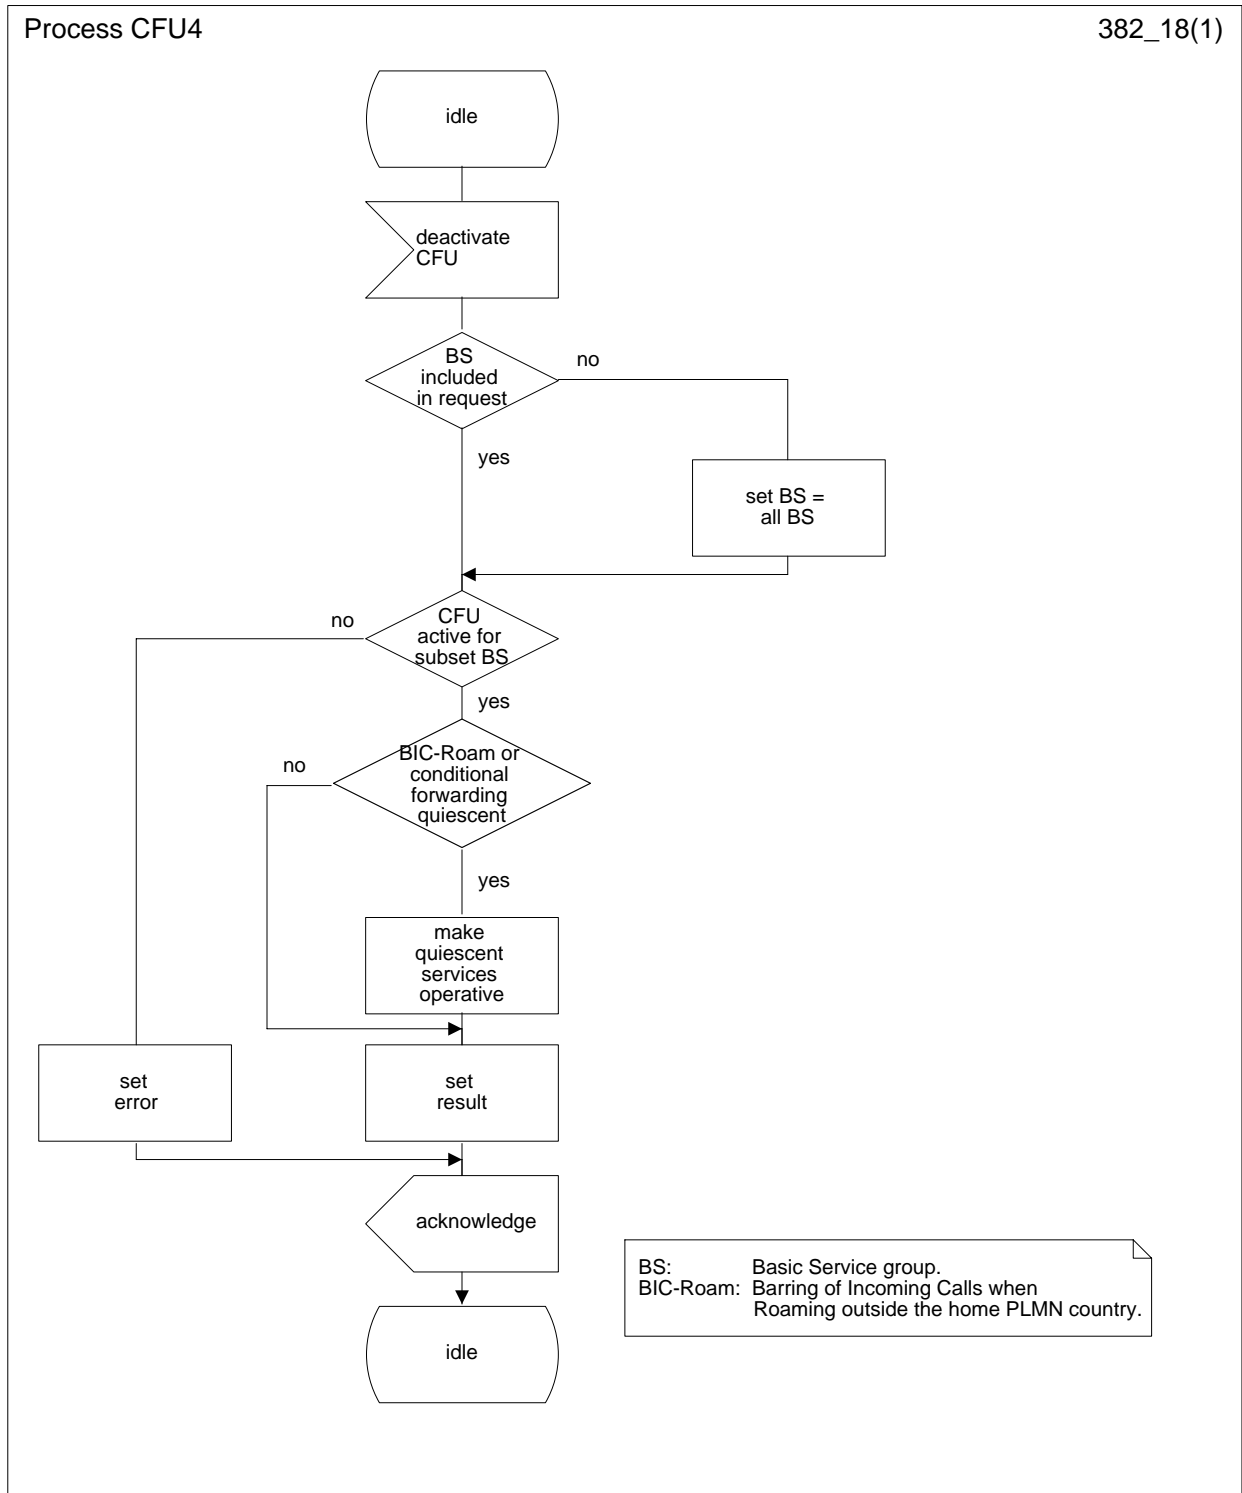 Process CFU4
382_18(1)
idle
deactivate
CFU
BS
included
in request
no
yes
set BS =
all BS
CFU
active for
subset BS
no
yes
BIC-Roam or
conditional
forwarding
quiescent
no
yes
make
quiescent
services
operative
set
error
set
result
acknowledge
BS: Basic Service group.
BIC-Roam: Barring of Incoming Calls when
Roaming outside the home PLMN country.
idle